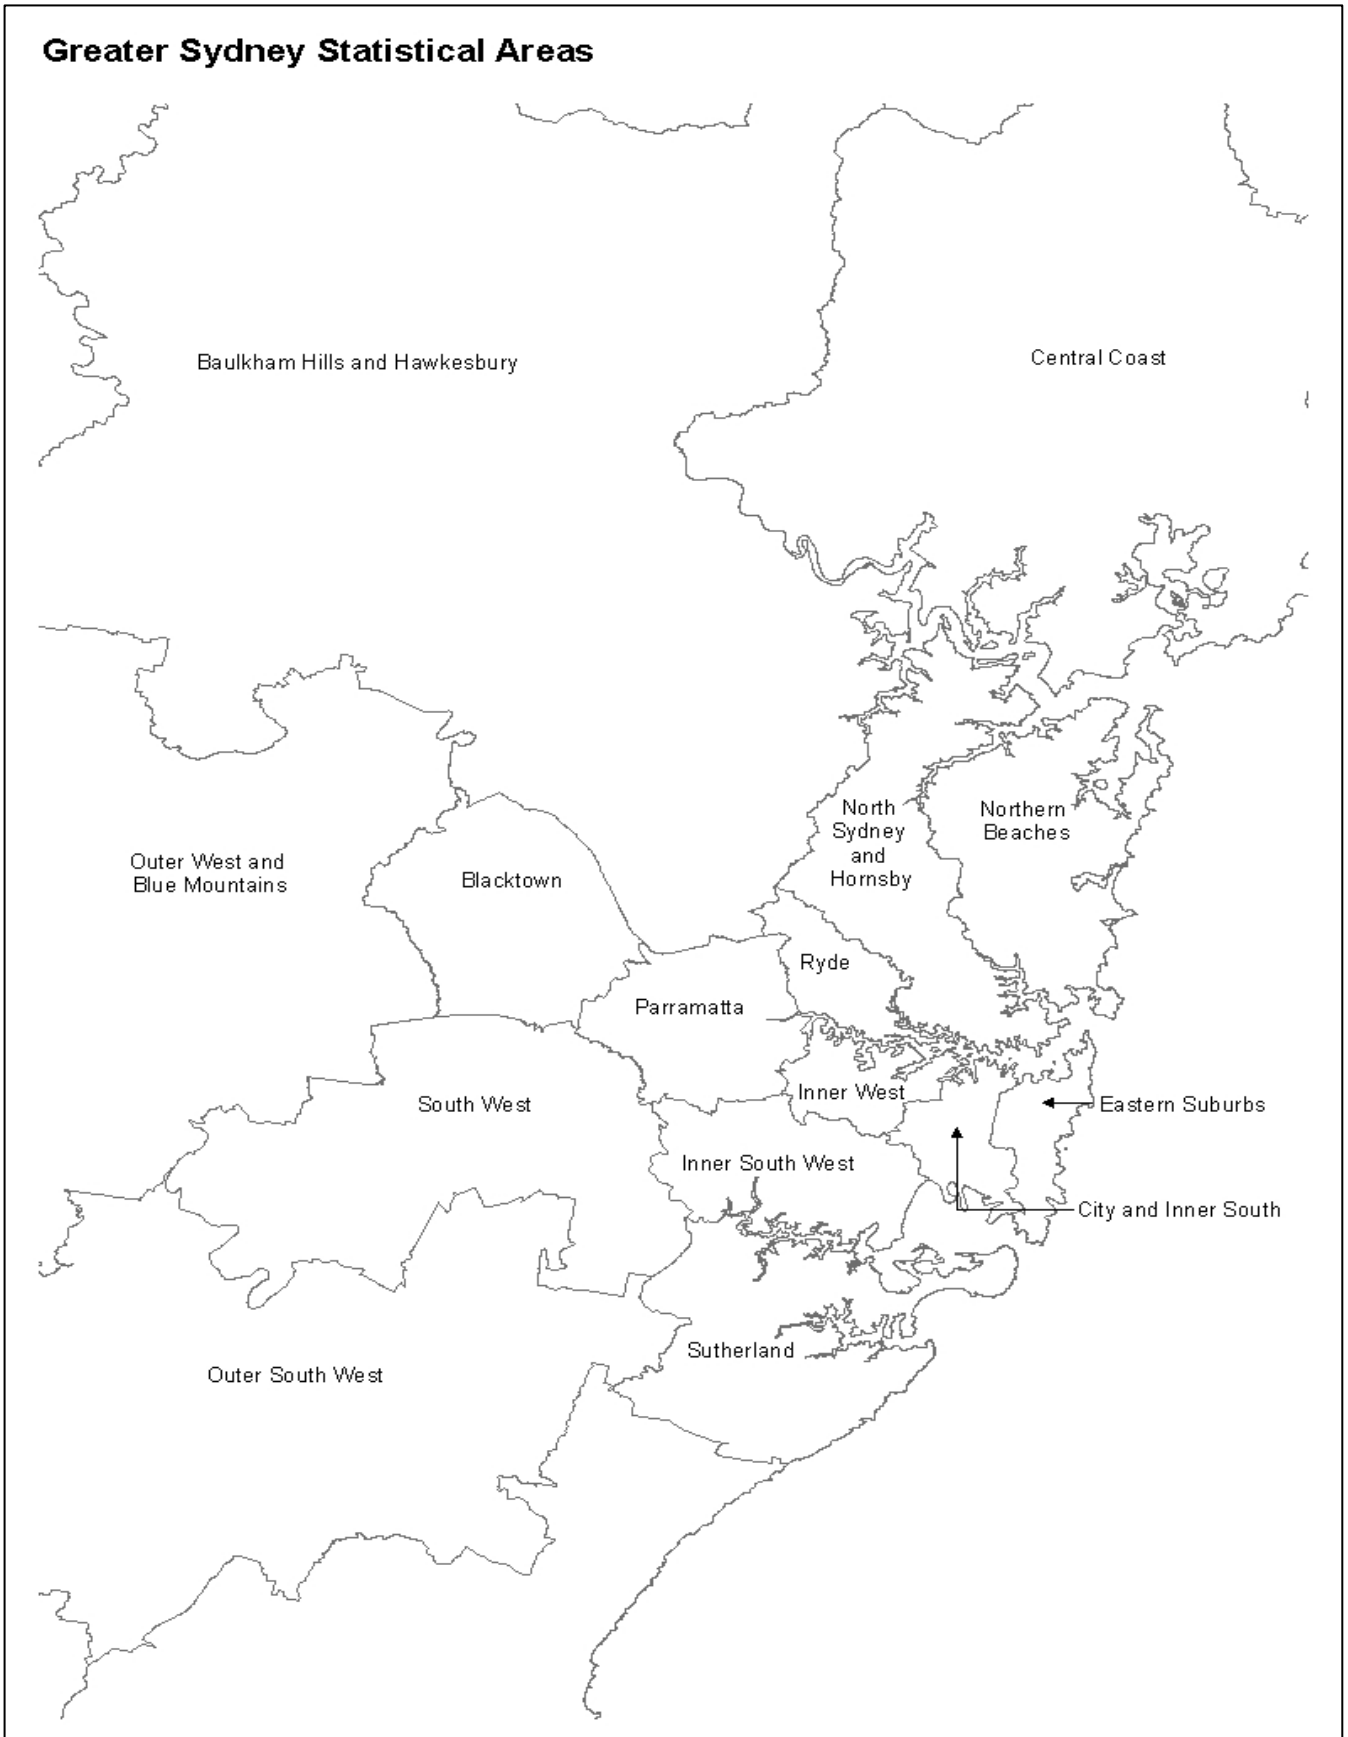 Greater Sydney Statistical Areas
Baulkham Hills and Hawkesbury
Central Coast
North
Sydney
and
Hornsby
Northern
Beaches
Outer West and
Blue Mountains
Blacktown
Ryde
Parramatta
Inner West
South West
Eastern Suburbs
Inner South West
City and Inner South
Sutherland
Outer South West